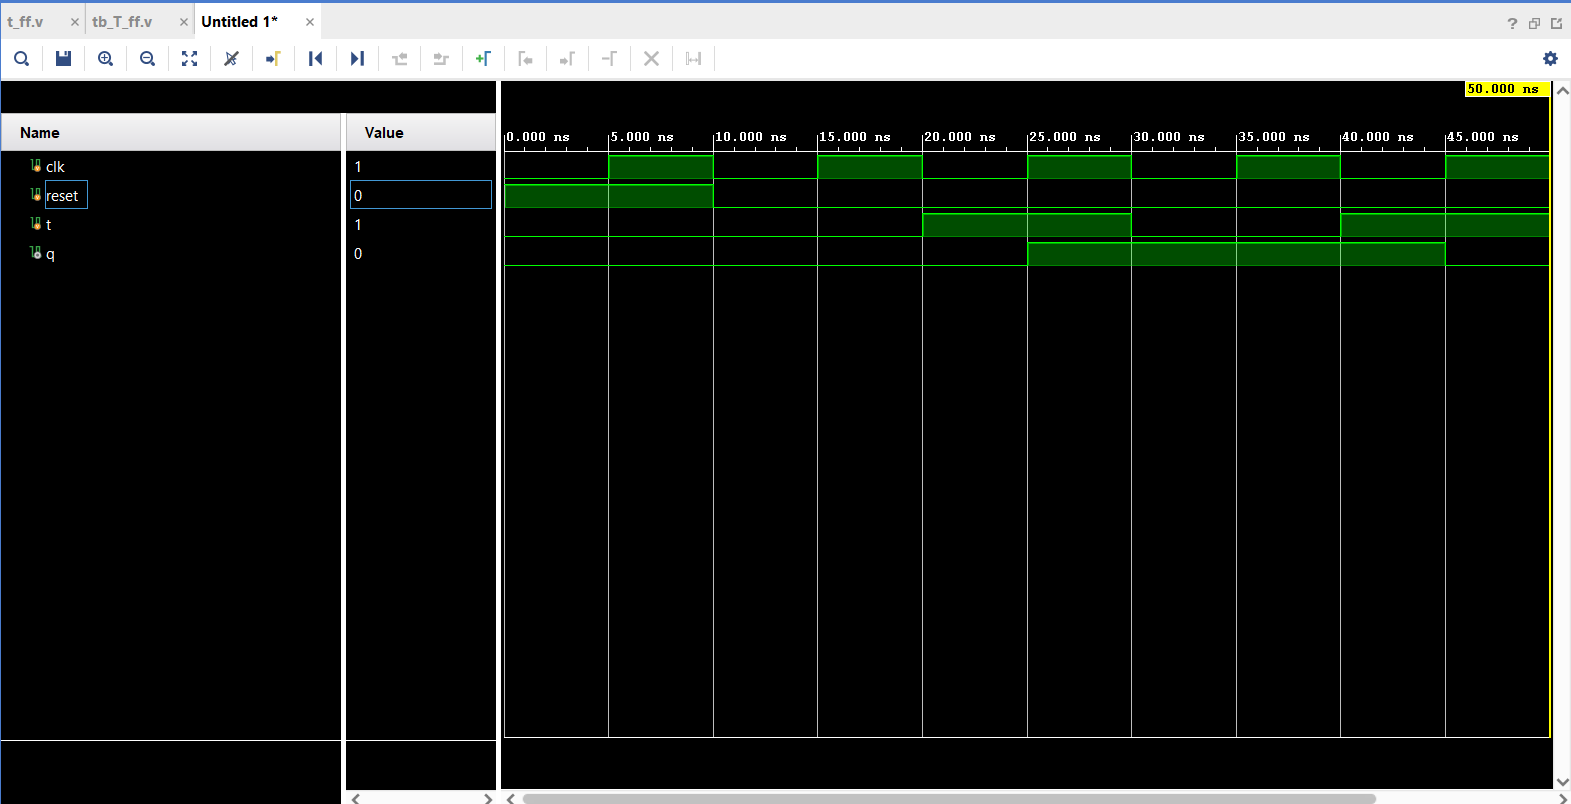 t_ff.v × tb_T_ff.v × Untitled 1* ×
?
50.000 ns
Name Value
0.000 ns 5.000 ns 10.000 ns 15.000 ns 20.000 ns 25.000 ns 30.000 ns 35.000 ns 40.000 ns 45.000 ns
clk 1
reset 0
t 1
q 0